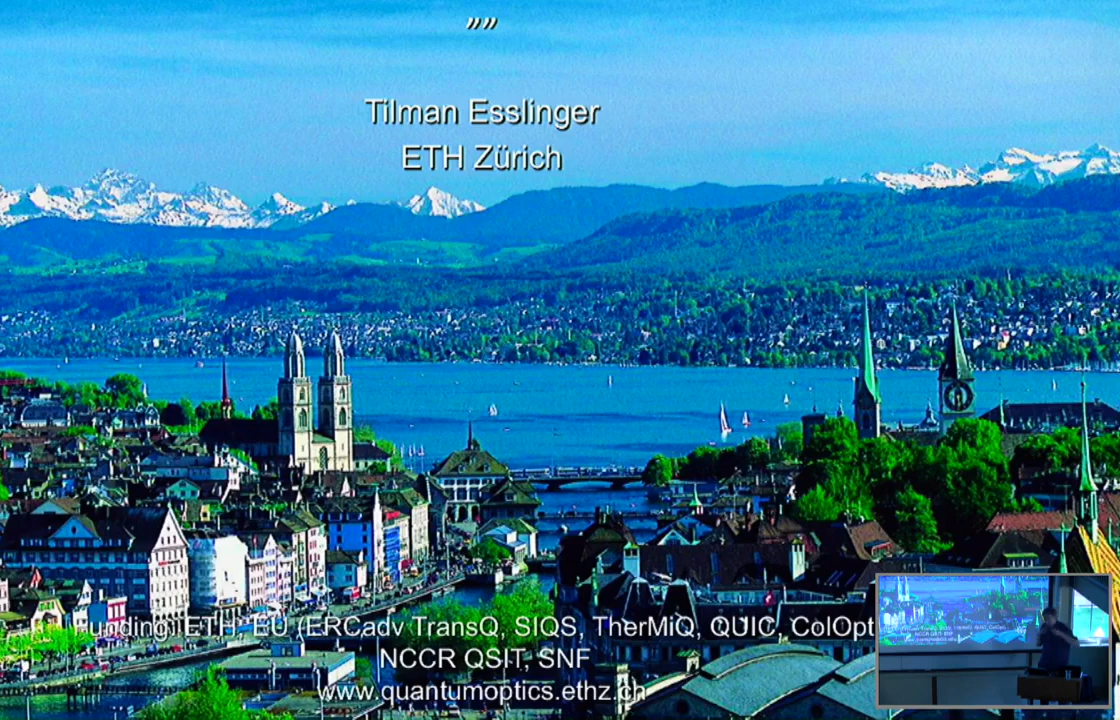 ””
Tilman Esslinger
ETH Zürich
Funding: ETH, EU (ERCadv TransQ, SIQS, TherMiQ, QUIC, ColOpt
NCCR QSIT, SNF
www.quantumoptics.ethz.ch